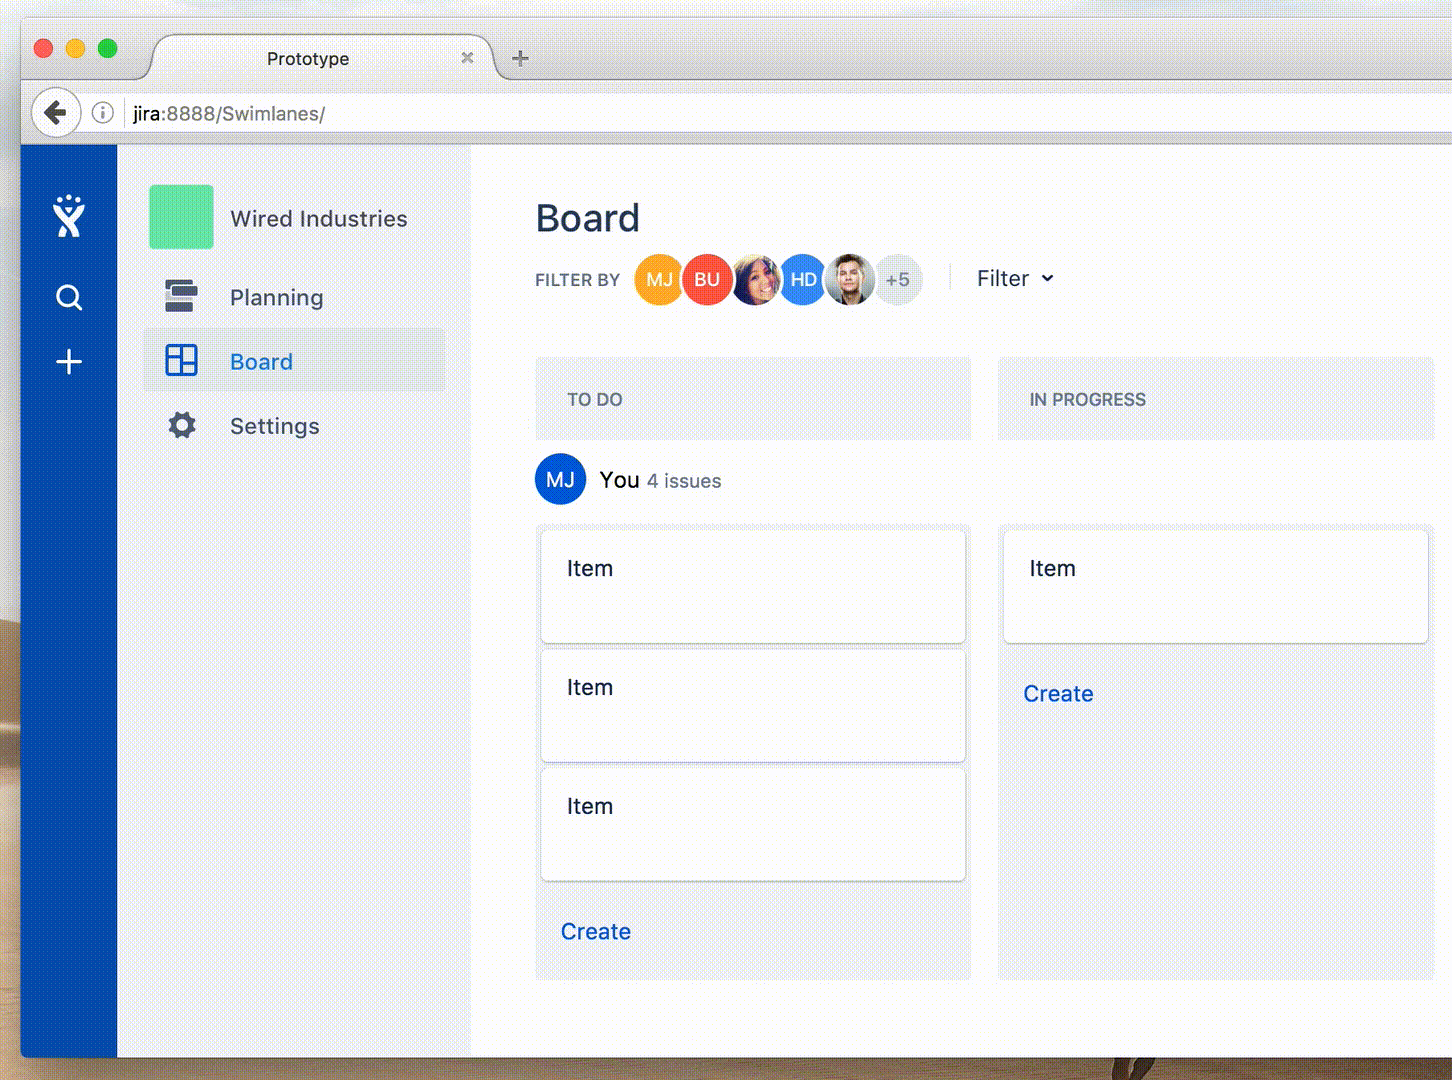 Prototype
jira:8888/Swimlanes/
Wired Industries
Planning
Board
Settings
Board
FILTER BY MJ BU HD +5 Filter
TO DO
IN PROGRESS
MJ You 4 issues
Item
Item
Item
Create
Item
Create